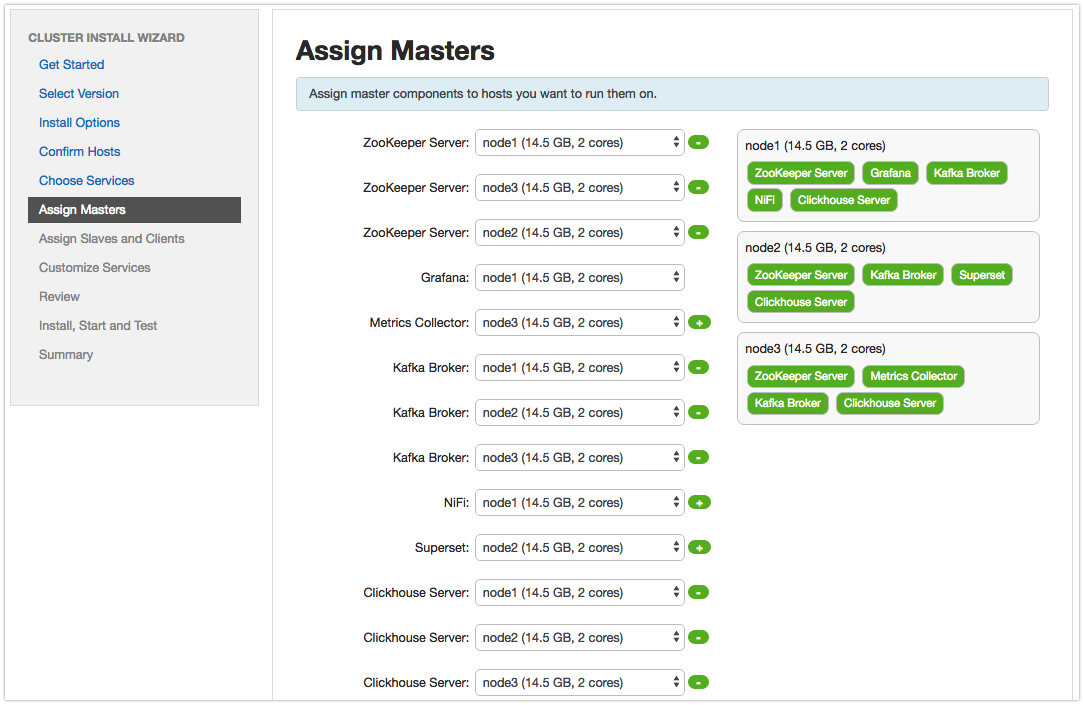 CLUSTER INSTALL WIZARD
Get Started
Select Version
Install Options
Confirm Hosts
Choose Services
Assign Masters
Assign Slaves and Clients
Customize Services
Review
Install, Start and Test
Summary
Assign Masters
Assign master components to hosts you want to run them on.
ZooKeeper Server: node1 (14.5 GB, 2 cores) -
ZooKeeper Server: node3 (14.5 GB, 2 cores) -
ZooKeeper Server: node2 (14.5 GB, 2 cores) -
Grafana: node1 (14.5 GB, 2 cores)
Metrics Collector: node3 (14.5 GB, 2 cores) +
Kafka Broker: node1 (14.5 GB, 2 cores) -
Kafka Broker: node2 (14.5 GB, 2 cores) -
Kafka Broker: node3 (14.5 GB, 2 cores) -
NiFi: node1 (14.5 GB, 2 cores) +
Superset: node2 (14.5 GB, 2 cores) +
Clickhouse Server: node1 (14.5 GB, 2 cores) -
Clickhouse Server: node2 (14.5 GB, 2 cores) -
Clickhouse Server: node3 (14.5 GB, 2 cores) -
node1 (14.5 GB, 2 cores)
ZooKeeper Server Grafana Kafka Broker
NiFi Clickhouse Server
node2 (14.5 GB, 2 cores)
ZooKeeper Server Kafka Broker Superset
Clickhouse Server
node3 (14.5 GB, 2 cores)
ZooKeeper Server Metrics Collector
Kafka Broker Clickhouse Server